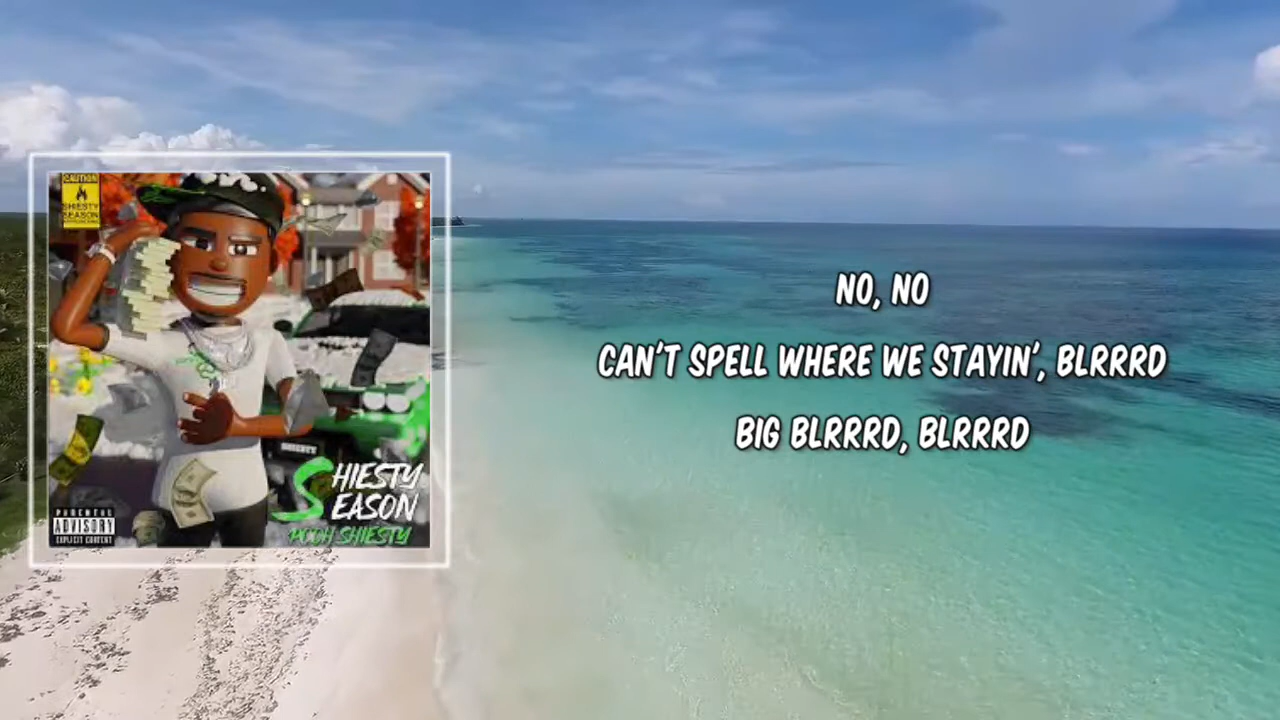 CAUTION
SHIESTY
SEASON
SHIESTY
SHIESTY
SEASON
POOH SHIESTY
PARENTAL
ADVISORY
EXPLICIT CONTENT
NO, NO
CAN'T SPELL WHERE WE STAYIN', BLRRRD
BIG BLRRRD, BLRRRD